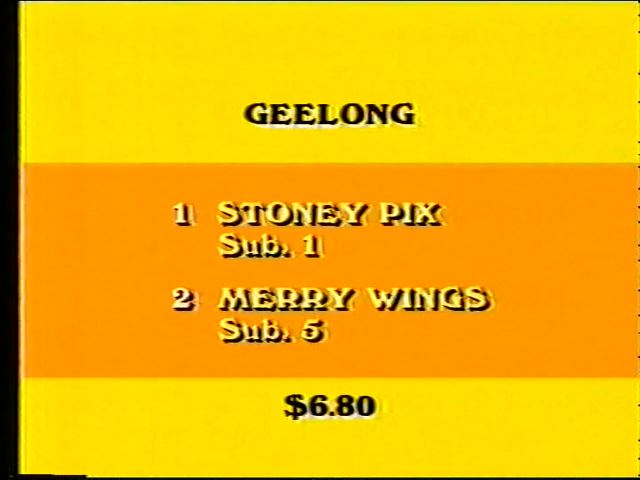 GEELONG
1 STONEY PIX
Sub. 1
2 MERRY WINGS
Sub. 5
$6.80